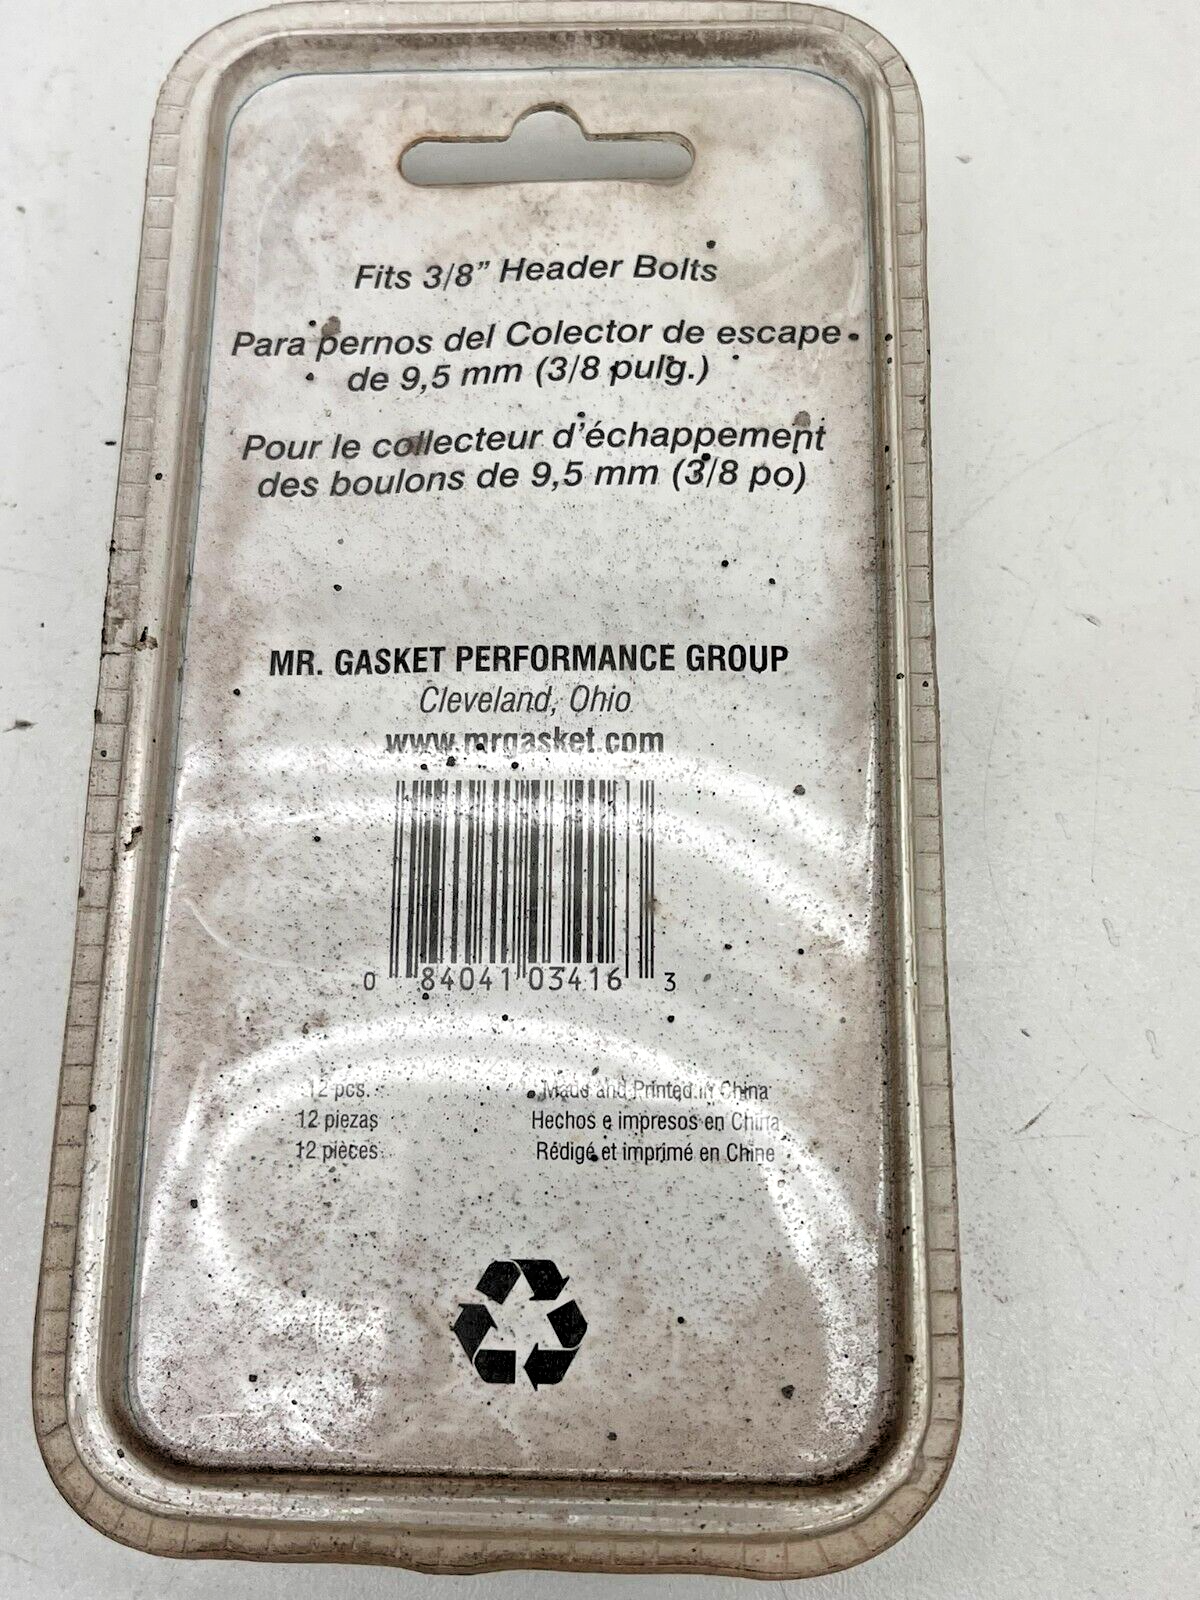 Fits 3/8” Header Bolts
Para pernos del Colector de escape
de 9,5 mm (3/8 pulg.)
Pour le collecteur d’échappement
des boulons de 9,5 mm (3/8 po)
MR. GASKET PERFORMANCE GROUP
Cleveland, Ohio
www.mrgasket.com
0 84041 03416 3
12 pcs. Made and Printed in China
12 piezas Hechos e impresos en China
12 pièces Rédigé et imprimé en Chine